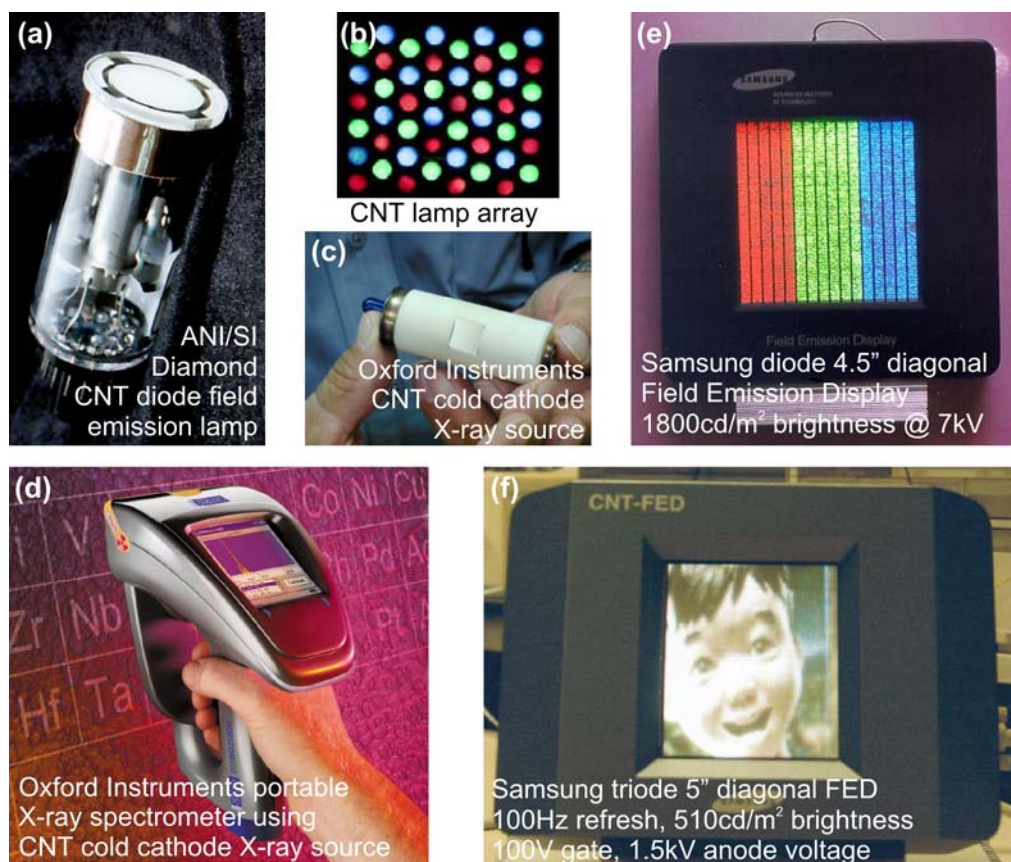 (a)
ANI/SI
Diamond
CNT diode field
emission lamp
(b)
CNT lamp array
(c)
Oxford Instruments
CNT cold cathode
X-ray source
(d)
V
Co Ni Cu
Pd
Zr Nb
Pt
Hf Ta
Oxford Instruments portable
X-ray spectrometer using
CNT cold cathode X-ray source
(e)
SAMSUNG
Field Emission Display
Samsung diode 4.5” diagonal
Field Emission Display
1800cd/m² brightness @ 7kV
(f)
CNT-FED
Samsung triode 5” diagonal FED
100Hz refresh, 510cd/m² brightness
100V gate, 1.5kV anode voltage